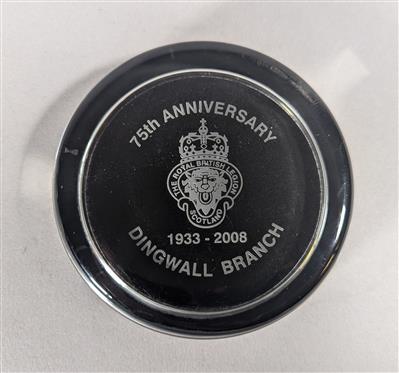 75th ANNIVERSARY
THE ROYAL BRITISH LEGION
SCOTLAND
1933 - 2008
DINGWALL BRANCH